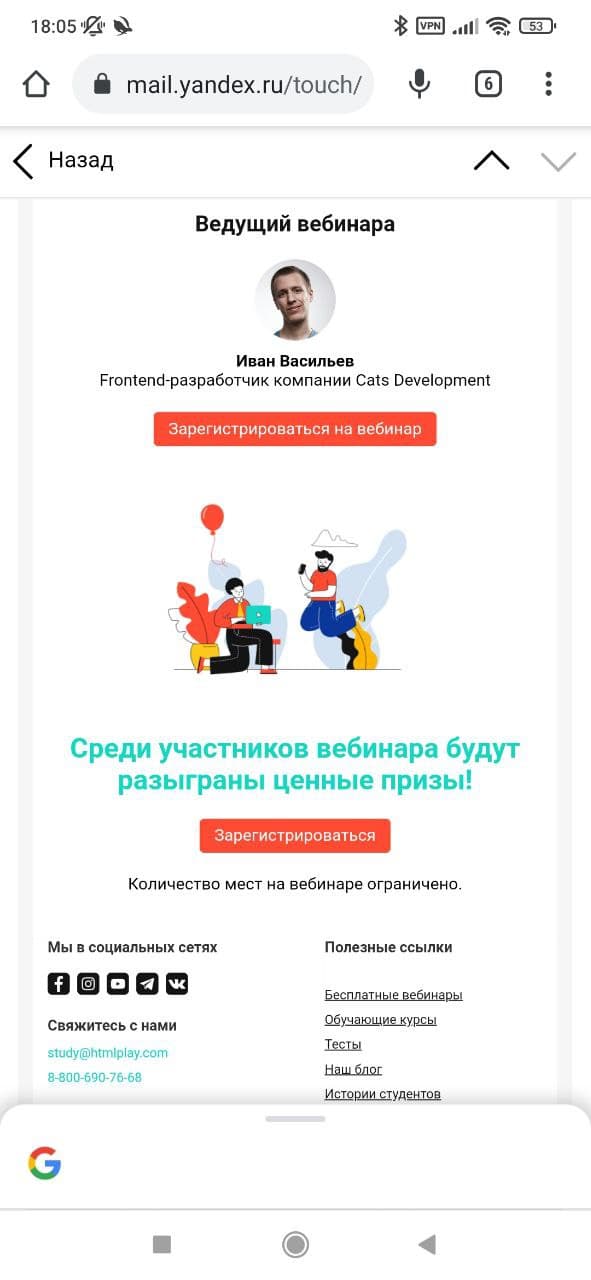 18:05
VPN
53
mail.yandex.ru/touch/
6
Назад
Ведущий вебинара
Иван Васильев
Frontend-разработчик компании Cats Development
Зарегистрироваться на вебинар
Среди участников вебинара будут
разыграны ценные призы!
Зарегистрироваться
Количество мест на вебинаре ограничено.
Мы в социальных сетях
Свяжитесь с нами
study@htmlplay.com
8-800-690-76-68
Полезные ссылки
Бесплатные вебинары
Обучающие курсы
Тесты
Наш блог
Истории студентов